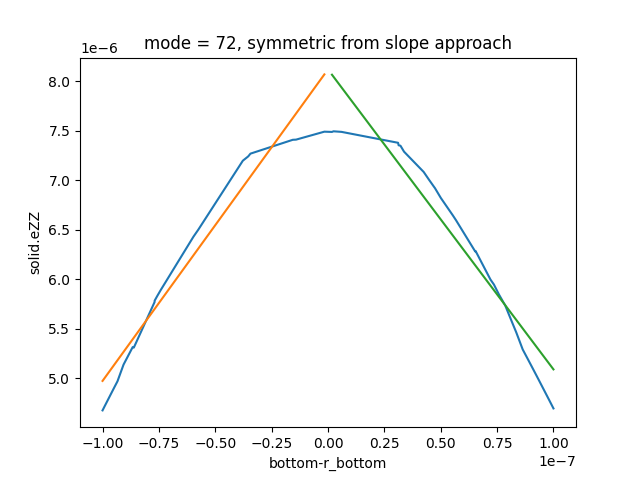 mode = 72, symmetric from slope approach
1e−6
8.0
7.5
7.0
6.5
6.0
5.5
5.0
solid.eZZ
−1.00 −0.75 −0.50 −0.25 0.00 0.25 0.50 0.75 1.00
bottom-r_bottom
1e−7